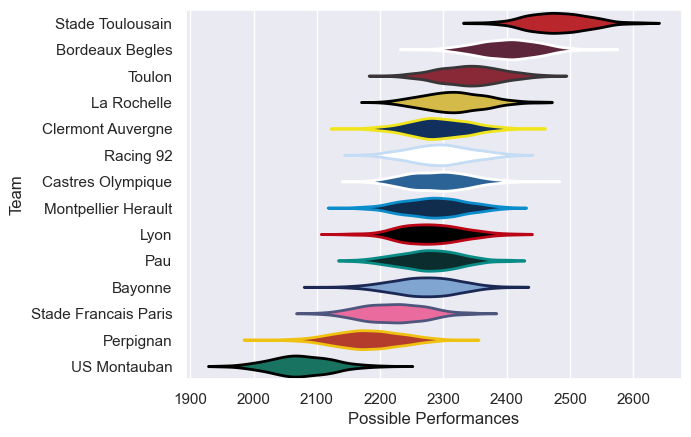 Stade Toulousain
Bordeaux Begles
Toulon
La Rochelle
Clermont Auvergne
Racing 92
Castres Olympique
Montpellier Herault
Lyon
Pau
Bayonne
Stade Francais Paris
Perpignan
US Montauban
Team
1900 2000 2100 2200 2300 2400 2500 2600
Possible Performances